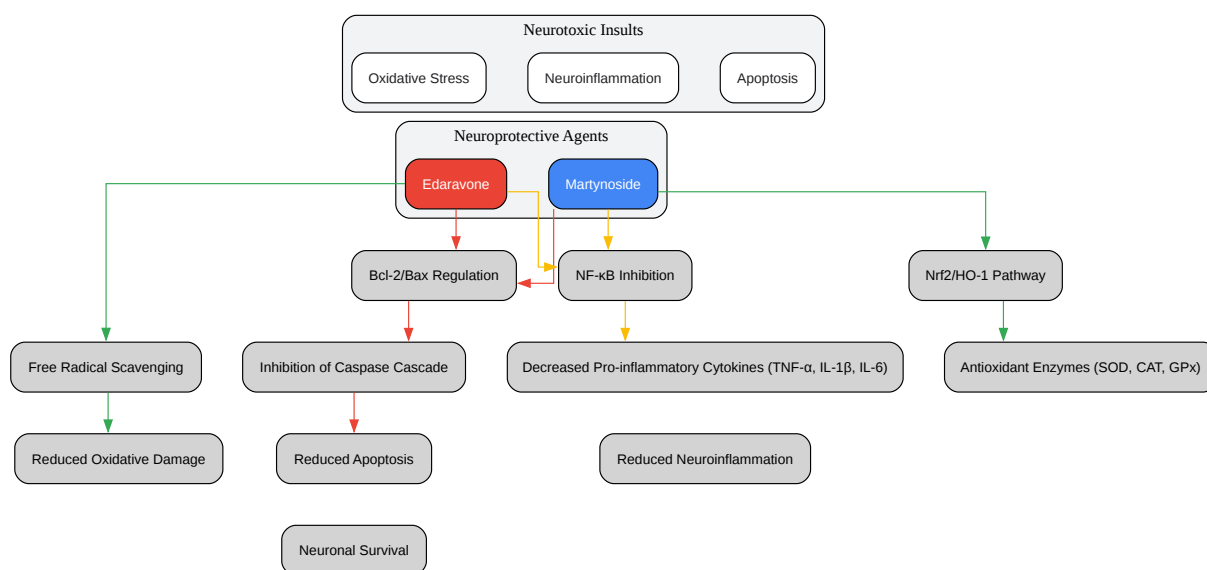 Neurotoxic Insults
Oxidative Stress
Neuroinflammation
Apoptosis
Neuroprotective Agents
Edaravone
Martynoside
Bcl-2/Bax Regulation
NF-κB Inhibition
Nrf2/HO-1 Pathway
Free Radical Scavenging
Inhibition of Caspase Cascade
Decreased Pro-inflammatory Cytokines (TNF-α, IL-1β, IL-6)
Antioxidant Enzymes (SOD, CAT, GPx)
Reduced Oxidative Damage
Reduced Apoptosis
Reduced Neuroinflammation
Neuronal Survival